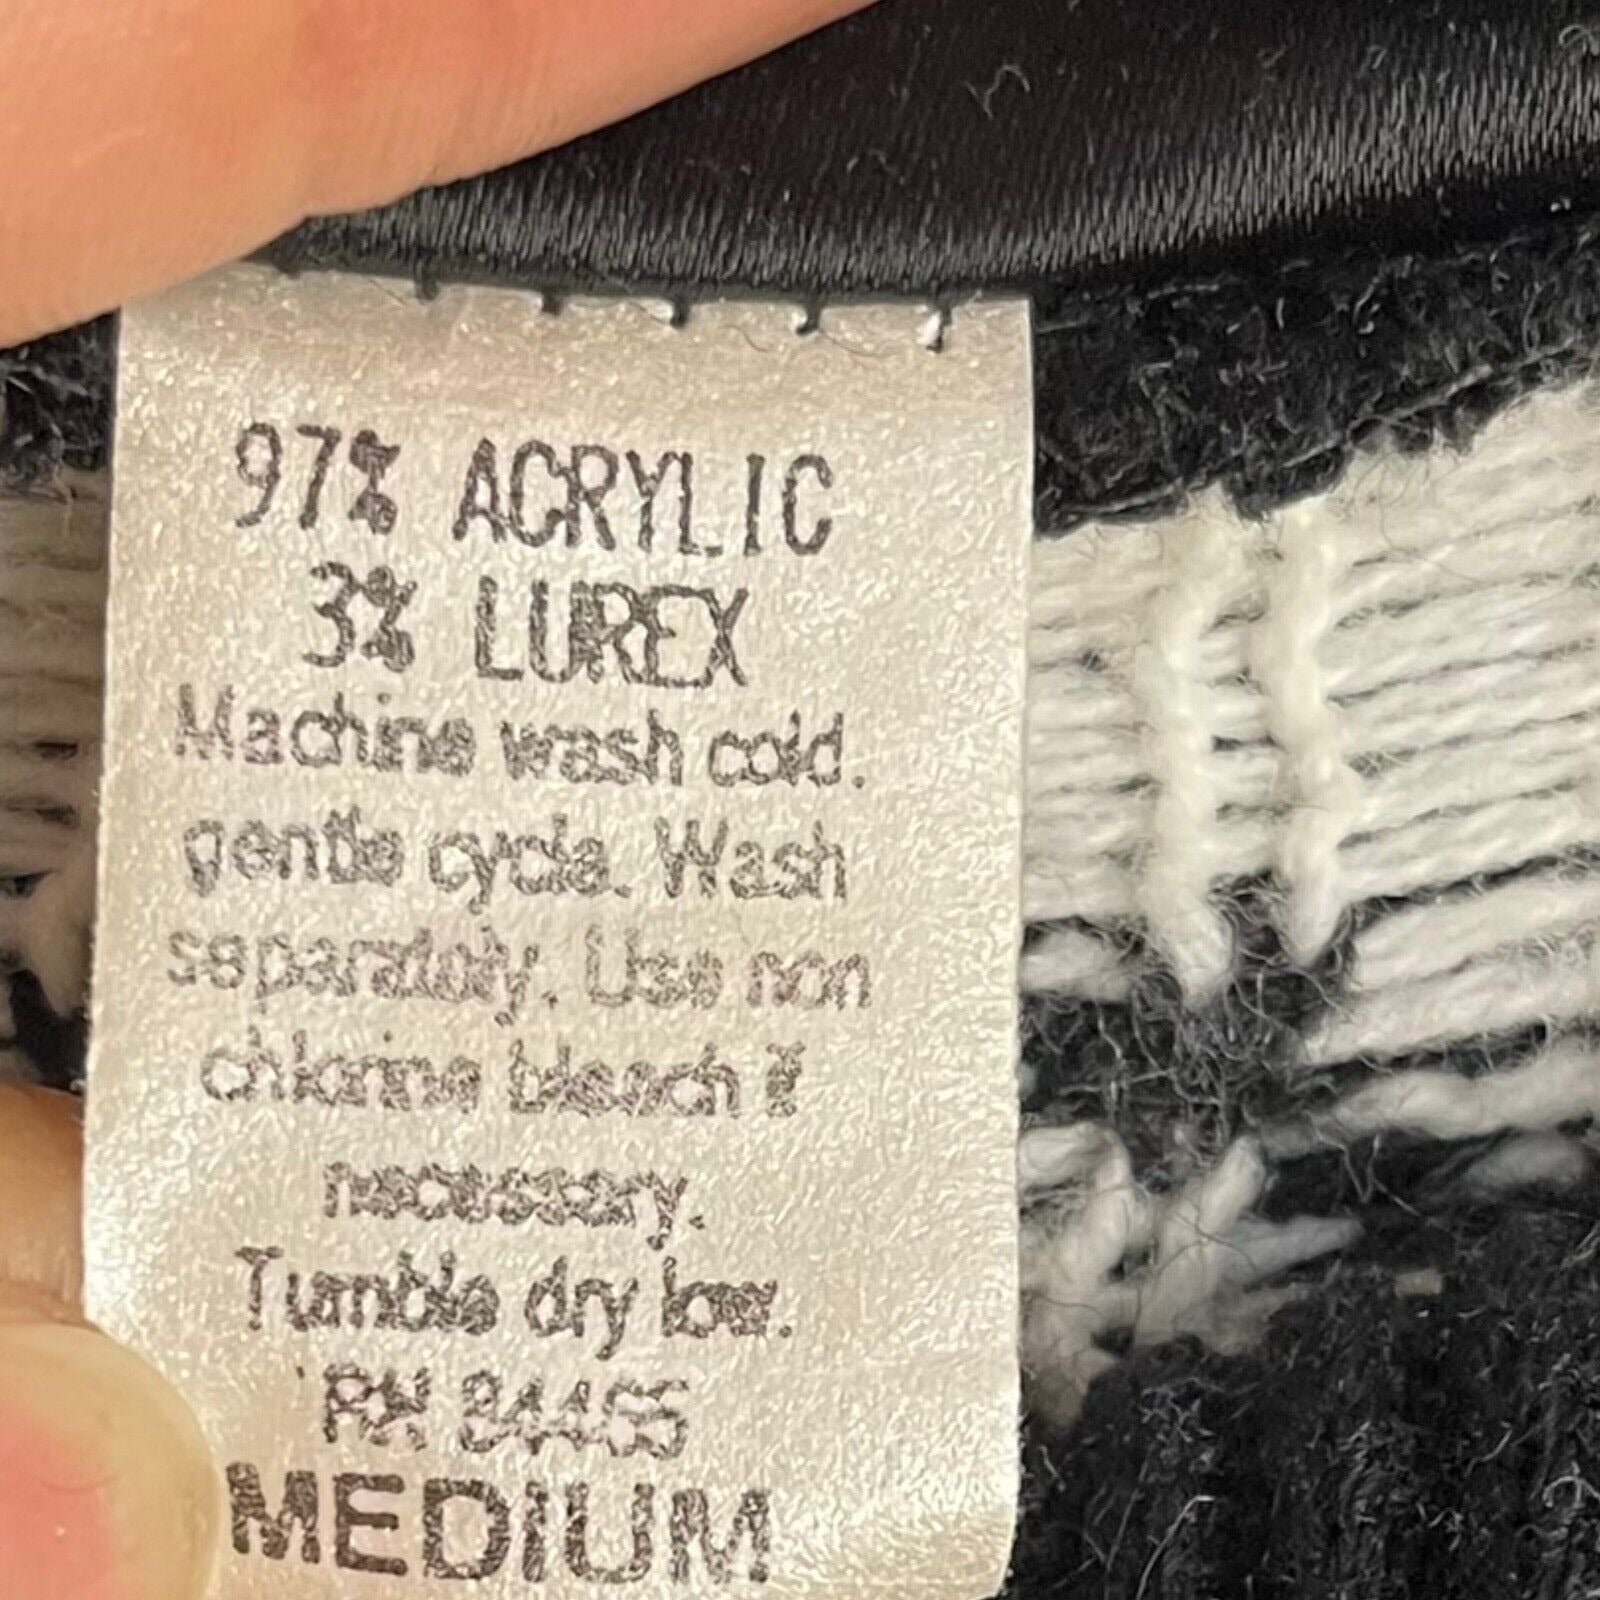 97% ACRYLIC
3% LUREX
Machine wash cold.
gentle cycle. Wash
separately. Use non
chlorine bleach if
necessary.
Tumble dry low.
RN
MEDIUM